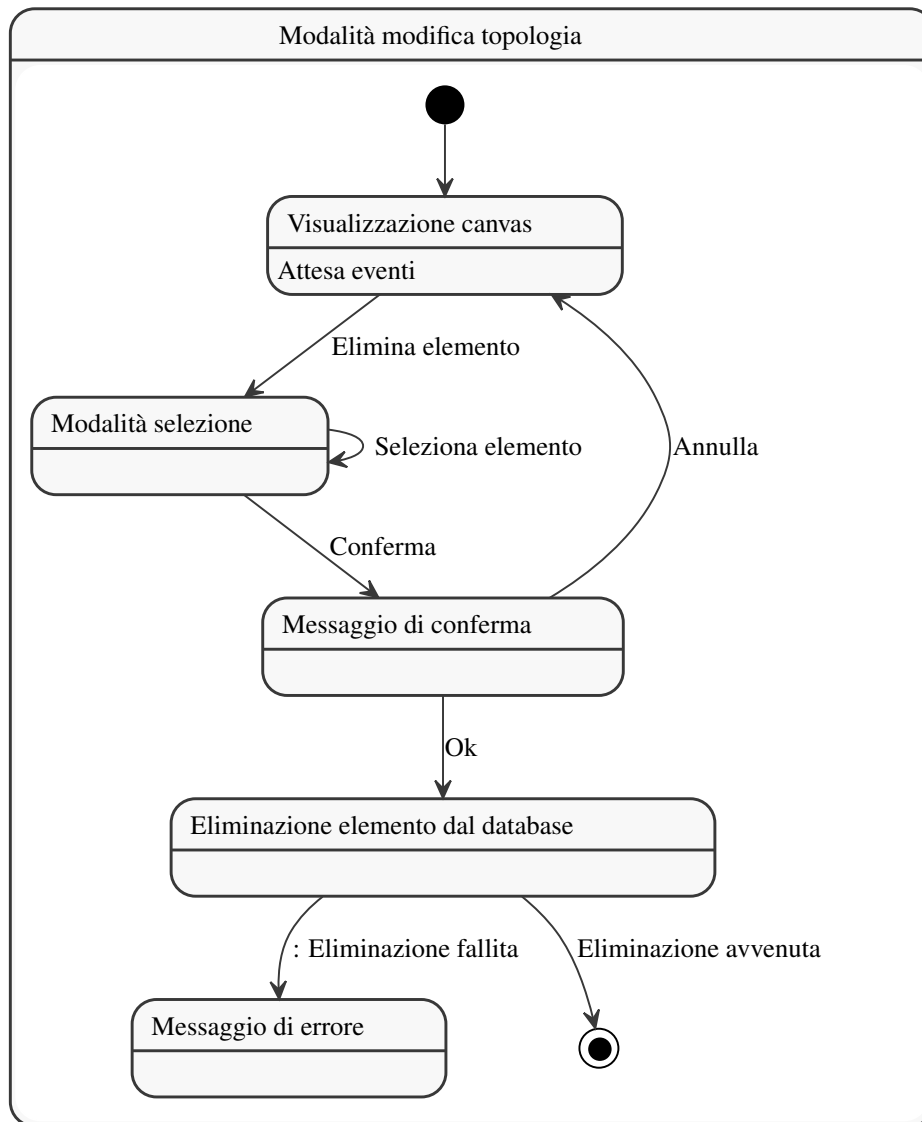 Modalità modifica topologia
Visualizzazione canvas
Attesa eventi
Elimina elemento
Modalità selezione
Seleziona elemento
Annulla
Conferma
Messaggio di conferma
Ok
Eliminazione elemento dal database
: Eliminazione fallita
Eliminazione avvenuta
Messaggio di errore